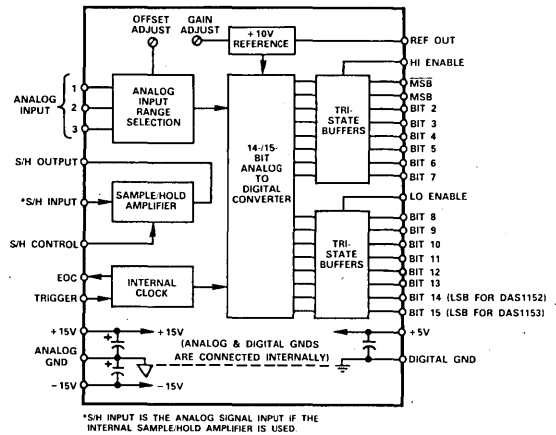 OFFSET ADJUST
GAIN ADJUST
+10V REFERENCE
REF OUT
HI ENABLE
ANALOG INPUT
1
2
3
ANALOG INPUT RANGE SELECTION
14-/15-BIT ANALOG TO DIGITAL CONVERTER
TRI-STATE BUFFERS
MSB
MSB
BIT 2
BIT 3
BIT 4
BIT 5
BIT 6
BIT 7
S/H OUTPUT
*S/H INPUT
SAMPLE/HOLD AMPLIFIER
S/H CONTROL
LO ENABLE
TRI-STATE BUFFERS
BIT 8
BIT 9
BIT 10
BIT 11
BIT 12
BIT 13
BIT 14 (LSB FOR DAS1152)
BIT 15 (LSB FOR DAS1153)
EOC
TRIGGER
INTERNAL CLOCK
+15V
+15V
ANALOG GND
-15V
-15V
(ANALOG & DIGITAL GNDS ARE CONNECTED INTERNALLY)
+5V
DIGITAL GND
*S/H INPUT IS THE ANALOG SIGNAL INPUT IF THE
INTERNAL SAMPLE/HOLD AMPLIFIER IS USED.